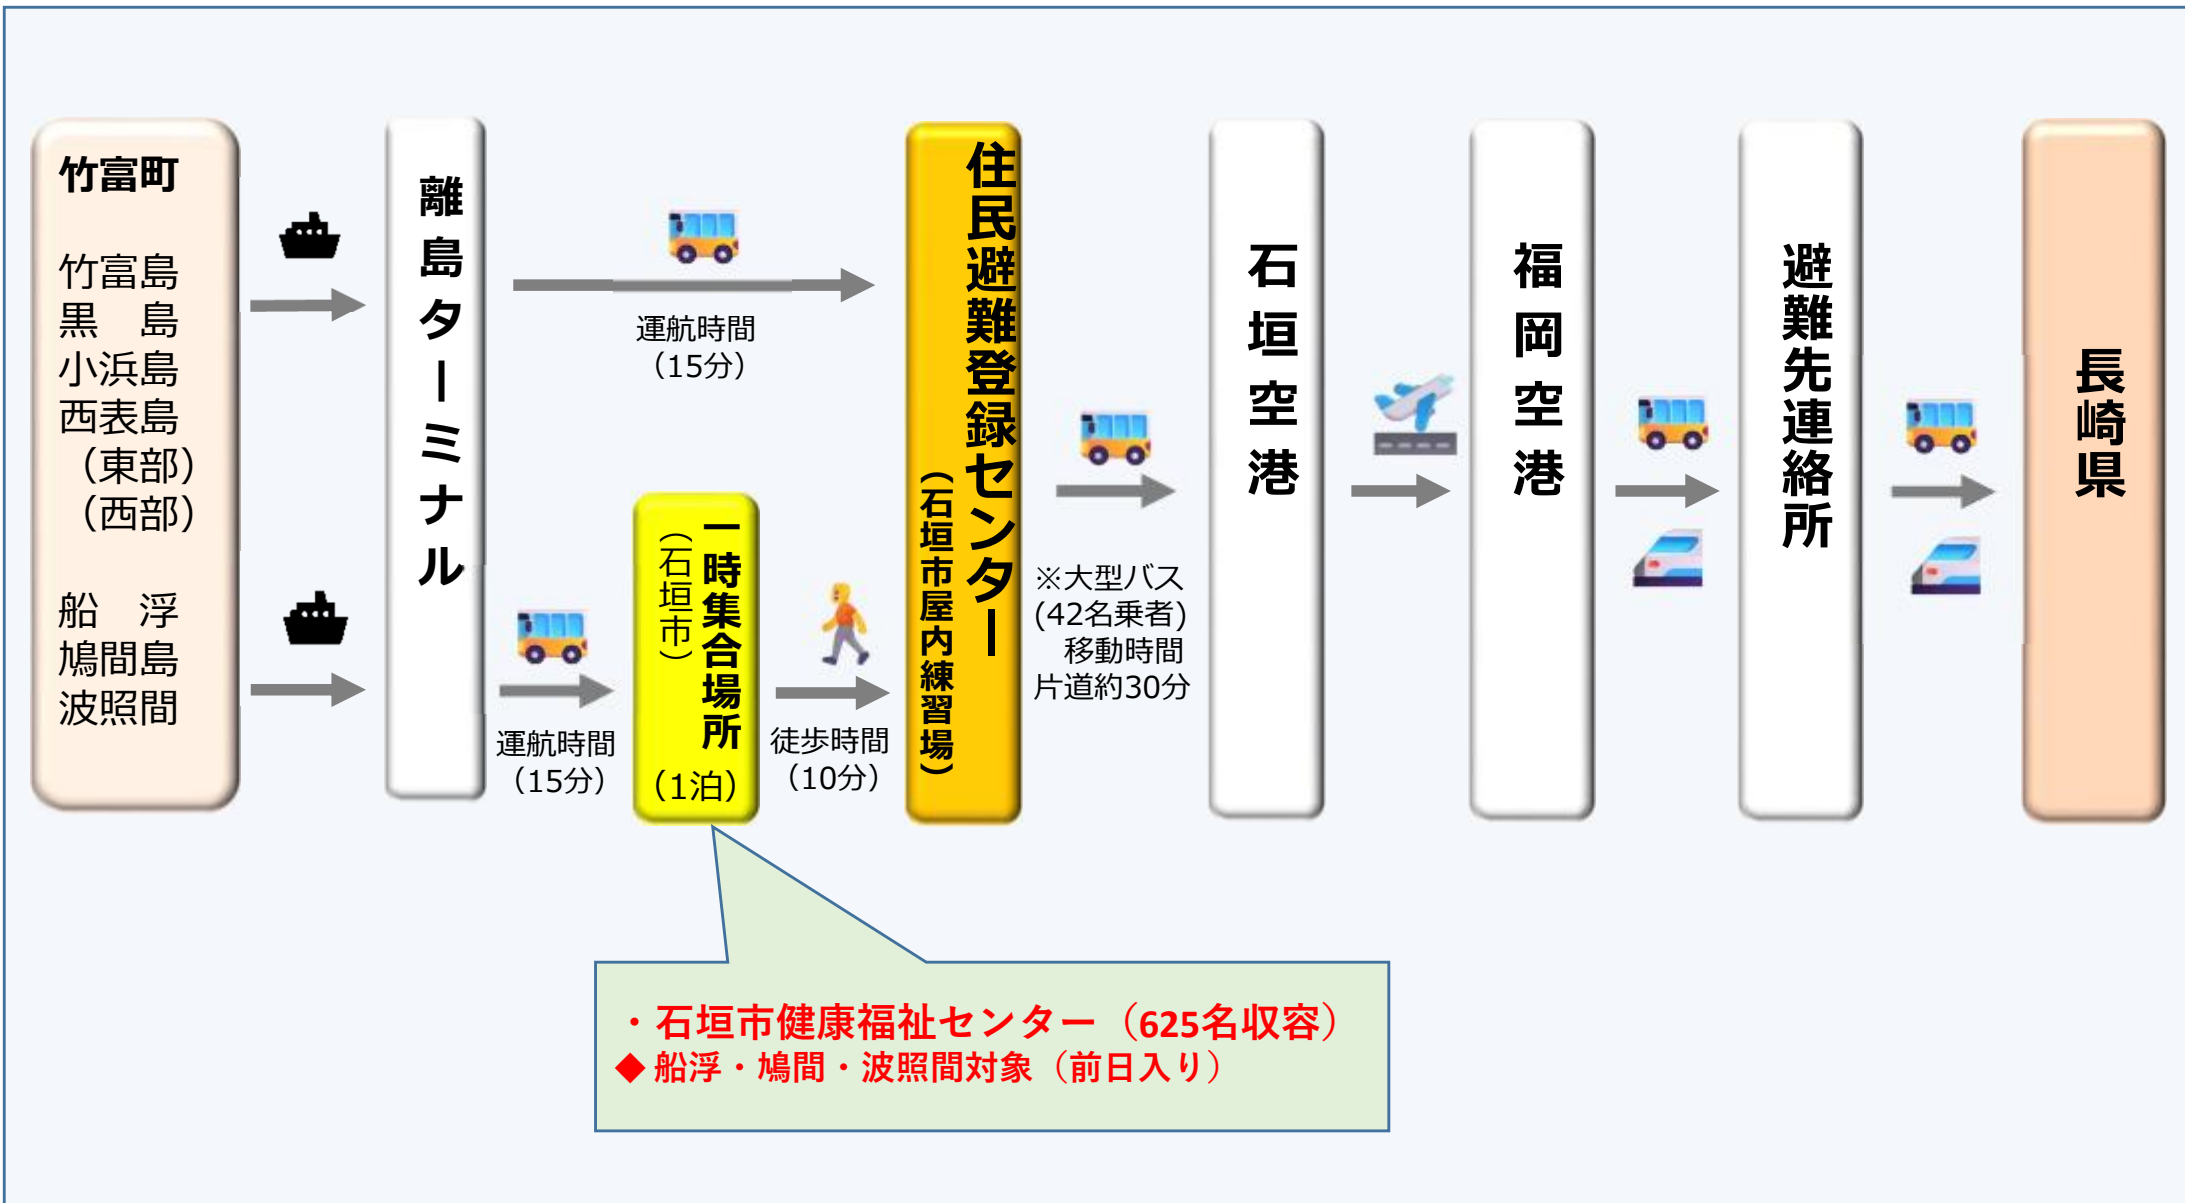 竹富町
竹富島
黒　島
小浜島
西表島
（東部）
（西部）
船　浮
鳩間島
波照間
離島ターミナル
運航時間
（15分）
運航時間
（15分）
一時集合場所
（石垣市）
（1泊）
徒歩時間
（10分）
住民避難登録センター
（石垣市屋内練習場）
※大型バス
(42名乗者)
移動時間
片道約30分
石垣空港
福岡空港
避難先連絡所
長崎県
・石垣市健康福祉センター（625名収容）
◆船浮・鳩間・波照間対象（前日入り）